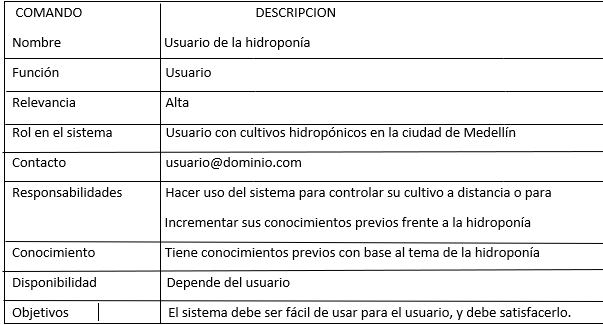 COMANDO DESCRIPCION
Nombre Usuario de la hidroponía
Función Usuario
Relevancia Alta
Rol en el sistema Usuario con cultivos hidropónicos en la ciudad de Medellín
Contacto usuario@dominio.com
Responsabilidades Hacer uso del sistema para controlar su cultivo a distancia o para
Incrementar sus conocimientos previos frente a la hidroponía
Conocimiento Tiene conocimientos previos con base al tema de la hidroponía
Disponibilidad Depende del usuario
Objetivos El sistema debe ser fácil de usar para el usuario, y debe satisfacerlo.